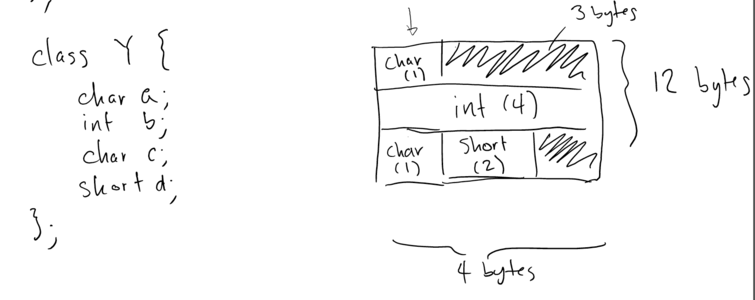 class Y {
char a;
int b;
char c;
short d;
};
3 bytes
char
(1)
int (4)
char
(1)
short
(2)
12 bytes
4 bytes